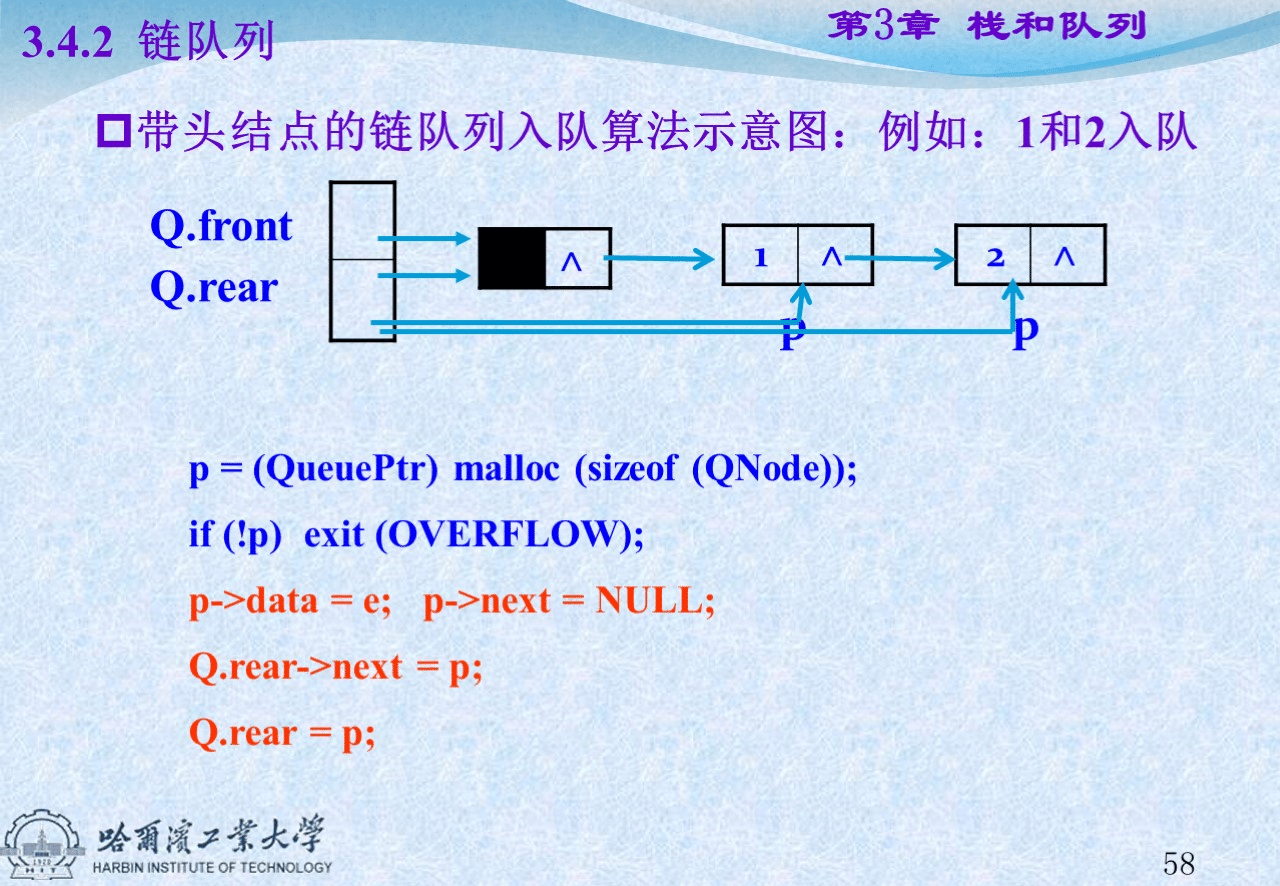 3.4.2 链队列
第3章 栈和队列
带头结点的链队列入队算法示意图：例如：1和2入队
Q.front
Q.rear
^ 1 ^ 2 ^
p p
p = (QueuePtr) malloc (sizeof (QNode));
if (!p) exit (OVERFLOW);
p->data = e; p->next = NULL;
Q.rear->next = p;
Q.rear = p;
1920
HIT
哈爾濱工業大學
HARBIN INSTITUTE OF TECHNOLOGY
58